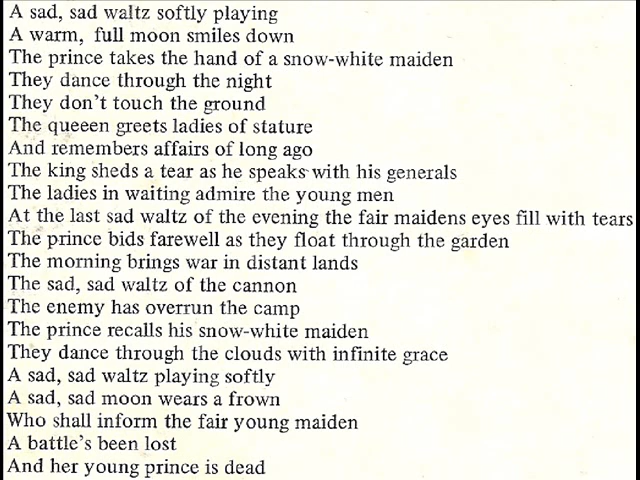 A sad, sad waltz softly playing
A warm, full moon smiles down
The prince takes the hand of a snow-white maiden
They dance through the night
They don't touch the ground
The queeen greets ladies of stature
And remembers affairs of long ago
The king sheds a tear as he speaks with his generals
The ladies in waiting admire the young men
At the last sad waltz of the evening the fair maidens eyes fill with tears
The prince bids farewell as they float through the garden
The morning brings war in distant lands
The sad, sad waltz of the cannon
The enemy has overrun the camp
The prince recalls his snow-white maiden
They dance through the clouds with infinite grace
A sad, sad waltz playing softly
A sad, sad moon wears a frown
Who shall inform the fair young maiden
A battle's been lost
And her young prince is dead